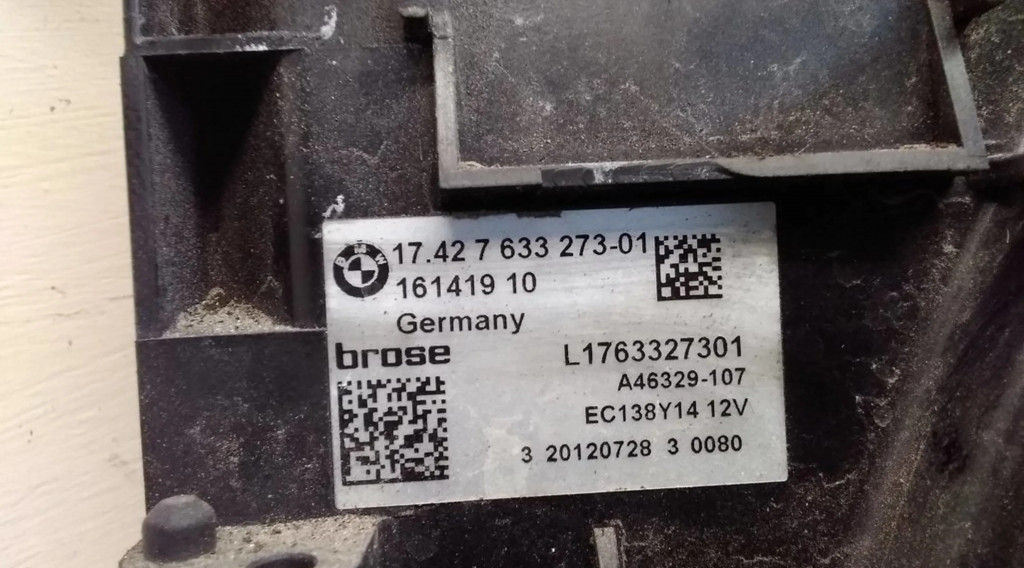 BMW
17.42 7 633 273-01
161419 10
Germany
brose
L1763327301
A46329-107
EC138Y14 12V
3 20120728 3 0080